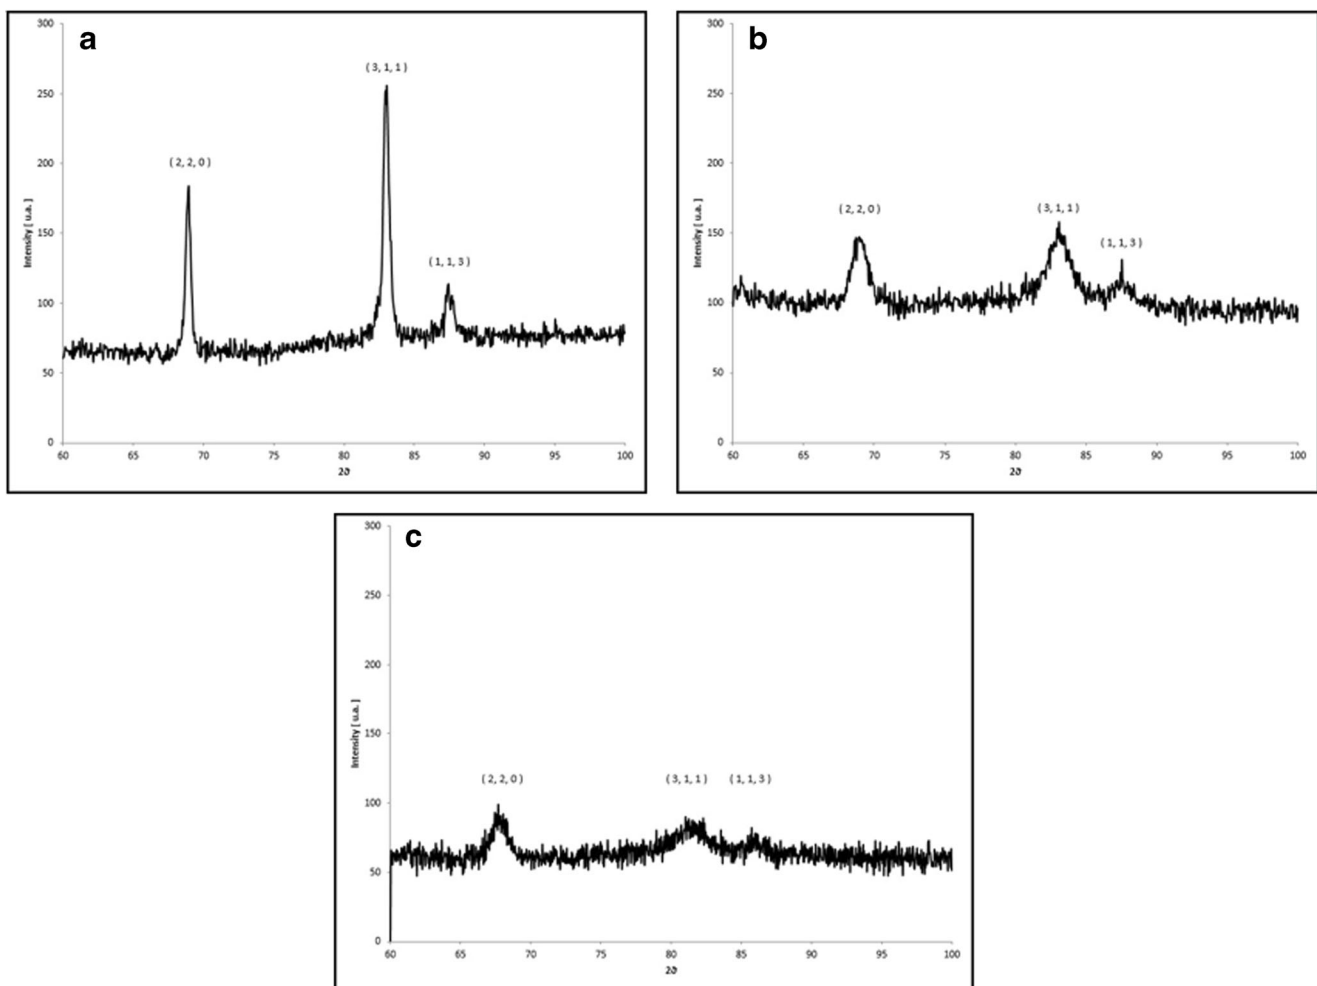 a
300
250
200
150
100
50
0
Intensity [ u.a. ]
( 2, 2, 0 )
( 3, 1, 1 )
( 1, 1, 3 )
60 65 70 75 80 85 90 95 100
2θ
b
300
250
200
150
100
50
0
Intensity [ u.a. ]
( 2, 2, 0 )
( 3, 1, 1 )
( 1, 1, 3 )
60 65 70 75 80 85 90 95 100
2θ
c
300
250
200
150
100
50
0
Intensity [ u.a. ]
( 2, 2, 0 ) ( 3, 1, 1 ) ( 1, 1, 3 )
60 65 70 75 80 85 90 95 100
2θ